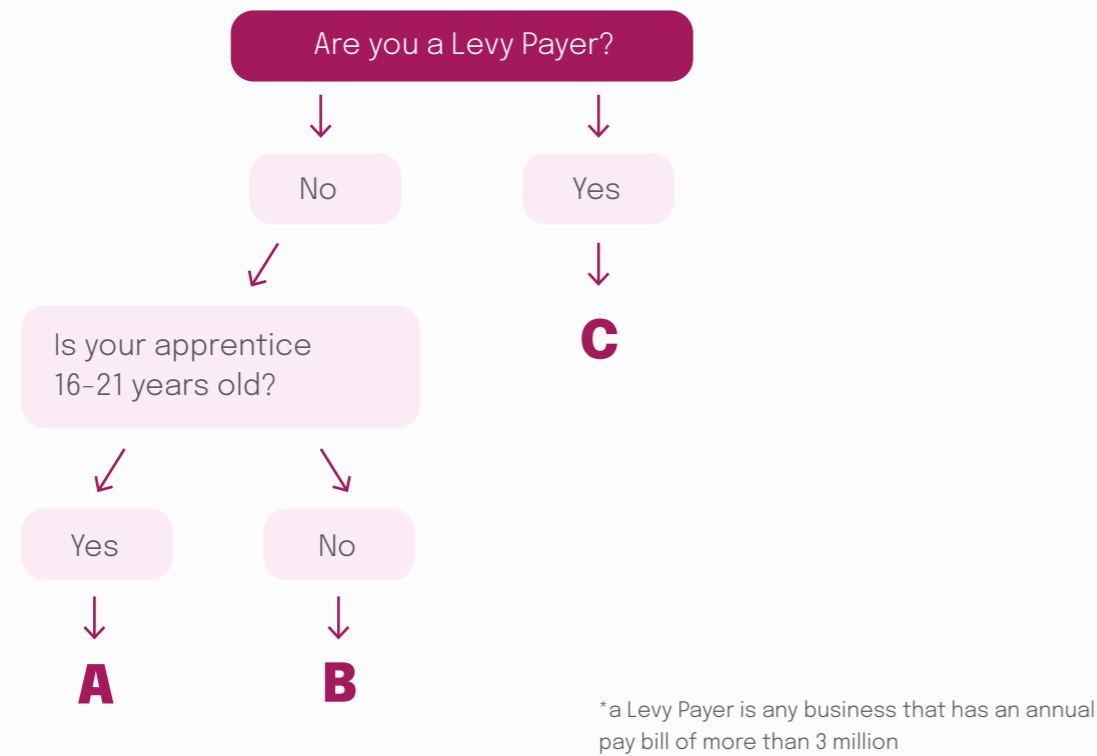 Are you a Levy Payer?
No
Yes
Is your apprentice
16-21 years old?
C
Yes
No
A
B
*a Levy Payer is any business that has an annual
pay bill of more than 3 million